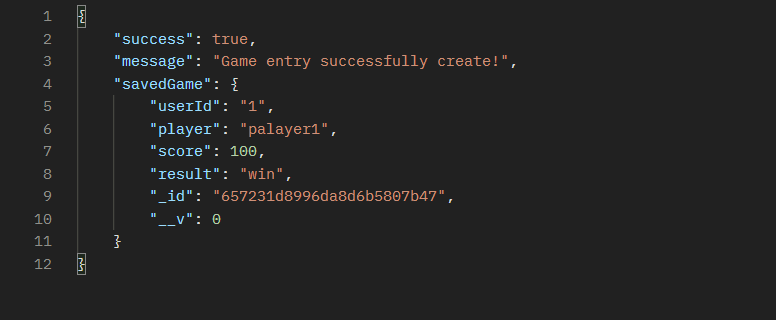 1 {
2 "success": true,
3 "message": "Game entry successfully create!",
4 "savedGame": {
5 "userId": "1",
6 "player": "palayer1",
7 "score": 100,
8 "result": "win",
9 "_id": "657231d8996da8d6b5807b47",
10 "__v": 0
11 }
12 }